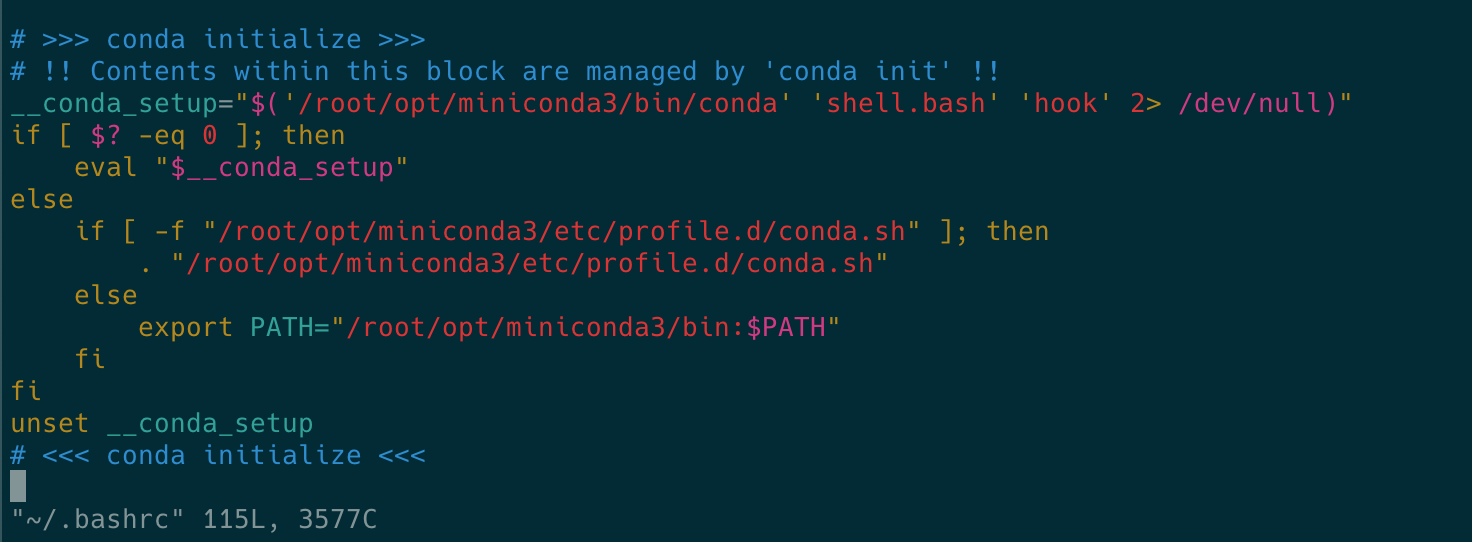 # >>> conda initialize >>>
# !! Contents within this block are managed by 'conda init' !!
__conda_setup="$('/root/opt/miniconda3/bin/conda' 'shell.bash' 'hook' 2> /dev/null)"
if [ $? -eq 0 ]; then
    eval "$__conda_setup"
else
    if [ -f "/root/opt/miniconda3/etc/profile.d/conda.sh" ]; then
        . "/root/opt/miniconda3/etc/profile.d/conda.sh"
    else
        export PATH="/root/opt/miniconda3/bin:$PATH"
    fi
fi
unset __conda_setup
# <<< conda initialize <<<
"~/.bashrc" 115L, 3577C